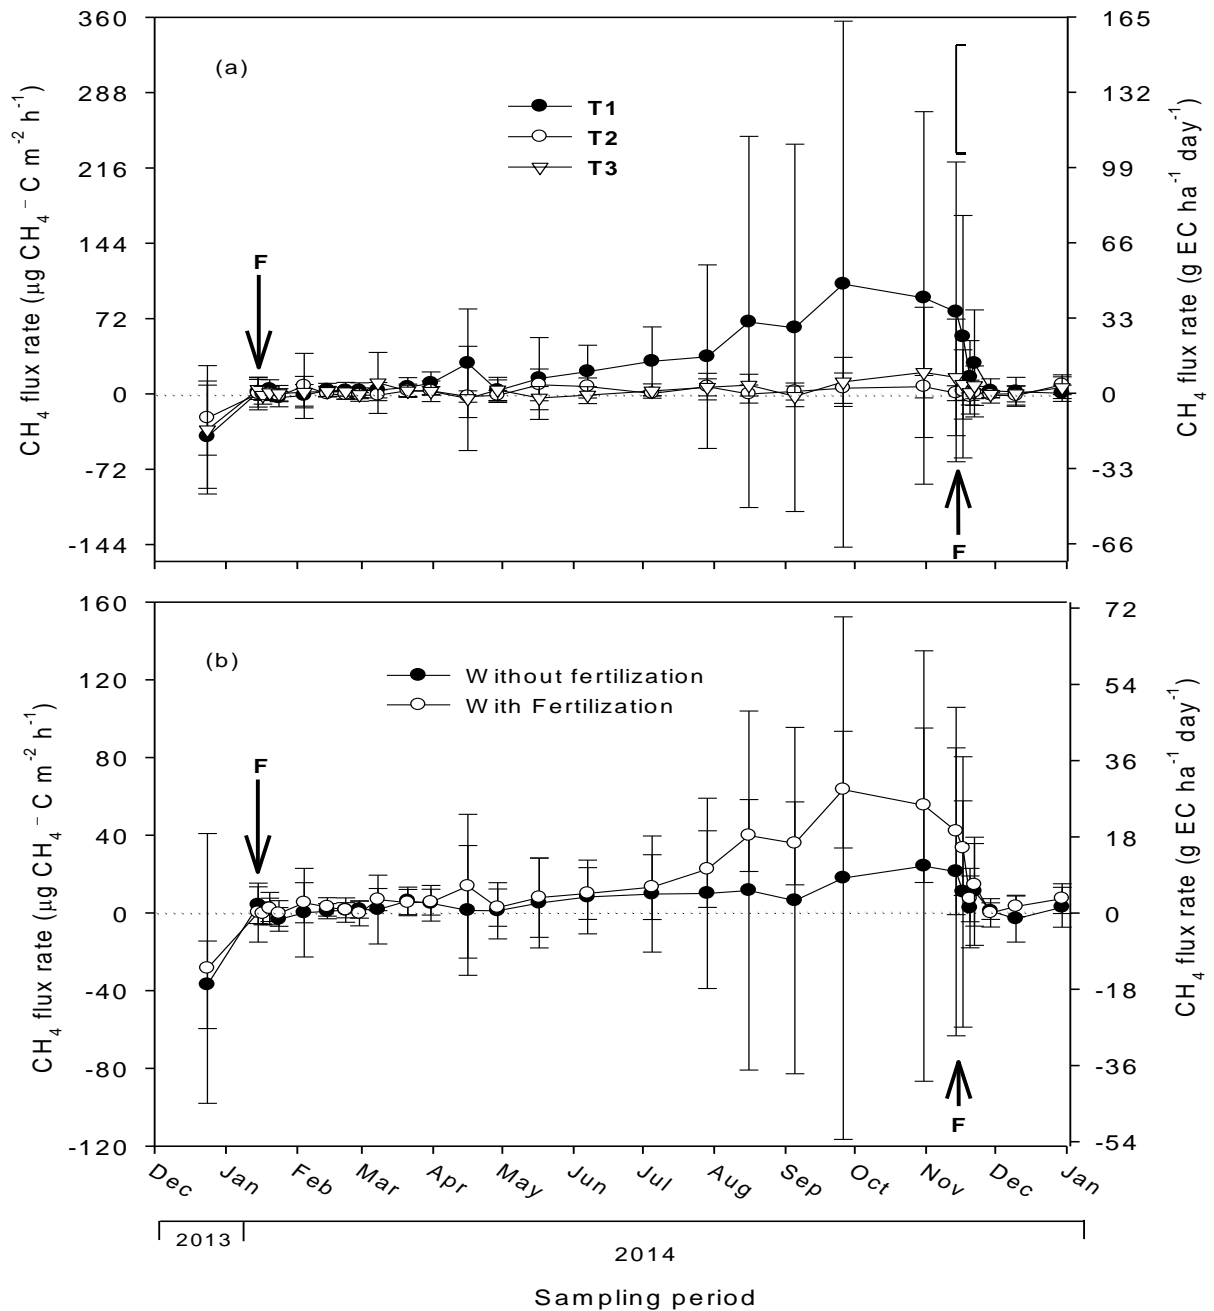 360
288
216
144
72
0
-72
-144
CH4 flux rate (µg CH4 – C m-2 h-1)
(a)
T1
T2
T3
F
F
165
132
99
66
33
0
-33
-66
CH4 flux rate (g EC ha-1 day-1)
160
120
80
40
0
-40
-80
-120
CH4 flux rate (µg CH4 – C m-2 h-1)
(b)
Without fertilization
With Fertilization
F
F
72
54
36
18
0
-18
-36
-54
CH4 flux rate (g EC ha-1 day-1)
Dec Jan Feb Mar Apr May Jun Jul Aug Sep Oct Nov Dec Jan
2013
2014
Sampling period